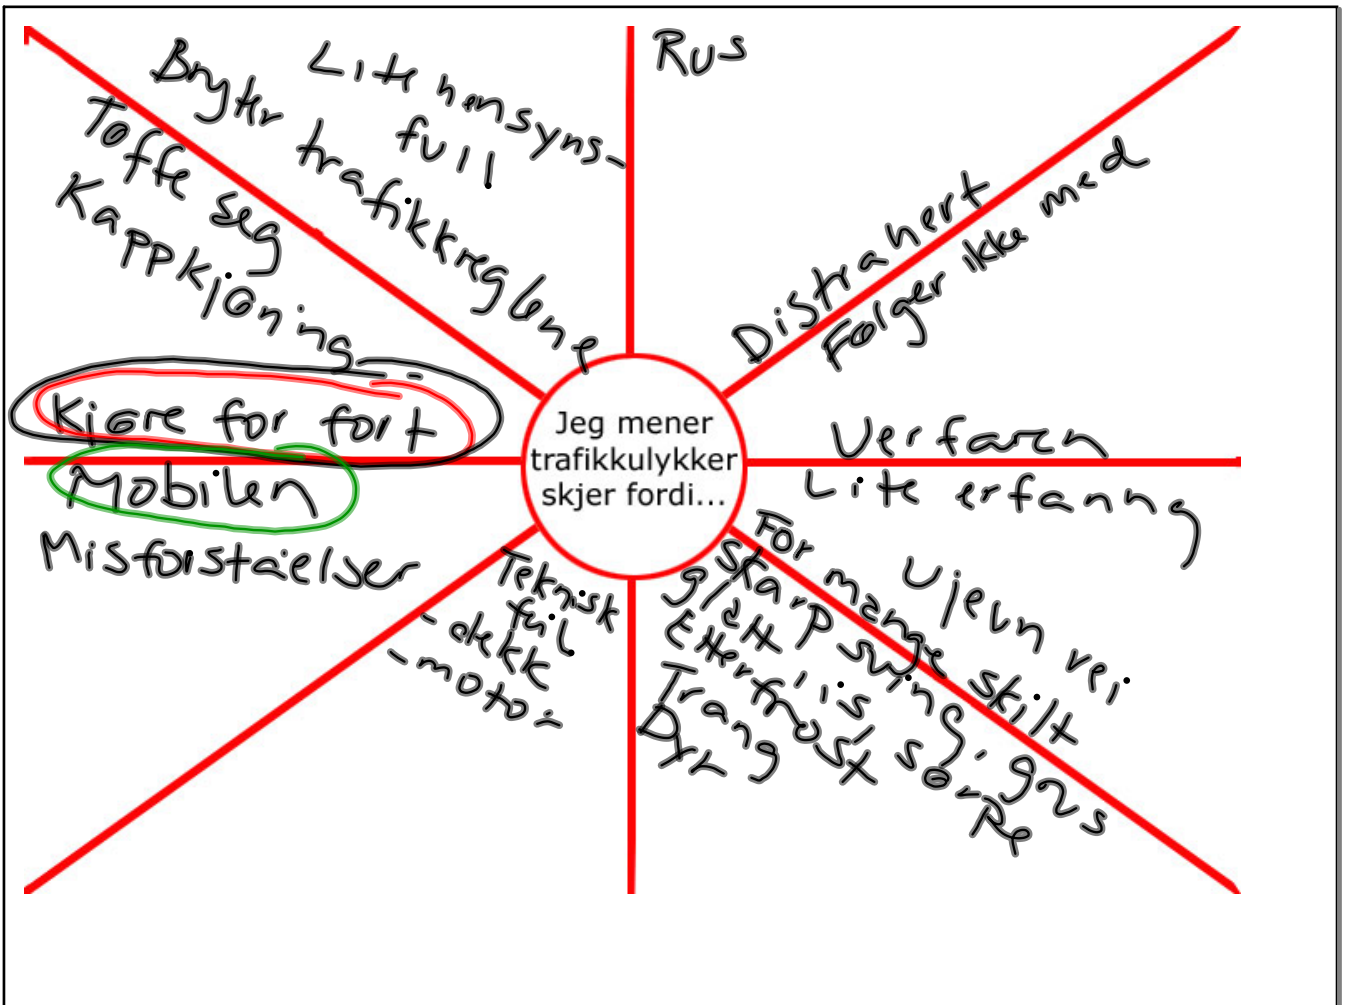 Rus
Lite hensyns-
full
Bryter trafikkreglene
Tøffe seg
Kappkjøring
Kjøre for fort
Mobilen
Misforståelser
Distrahert
Følger ikke med
Jeg mener
trafikkulykker
skjer fordi...
Uerfaren
Lite erfaring
Teknisk
feil
- dekk
- motor
For mange skilt
Ujevn vei
Skarp sving, grus
glatt is
Etterfrost sørpe
Trang
Dyr